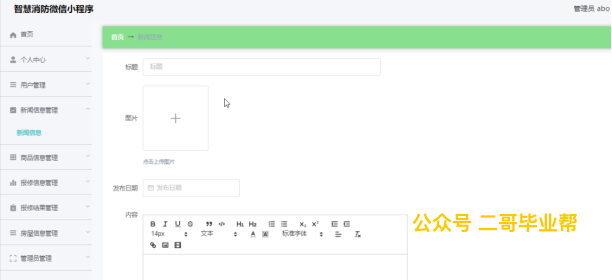 智慧消防微信小程序
管理员 abo
首页
首页 → 新闻信息
个人中心
用户管理
新闻信息管理
新闻信息
商品信息管理
报修信息管理
报修结果管理
房屋信息管理
管理员管理
标题
标题
图片
点击上传图片
发布日期
发布日期
内容
B I U S ” </> H1 H2 x₂ x²
14px 文本 A 标准字体
公众号 二哥毕业帮